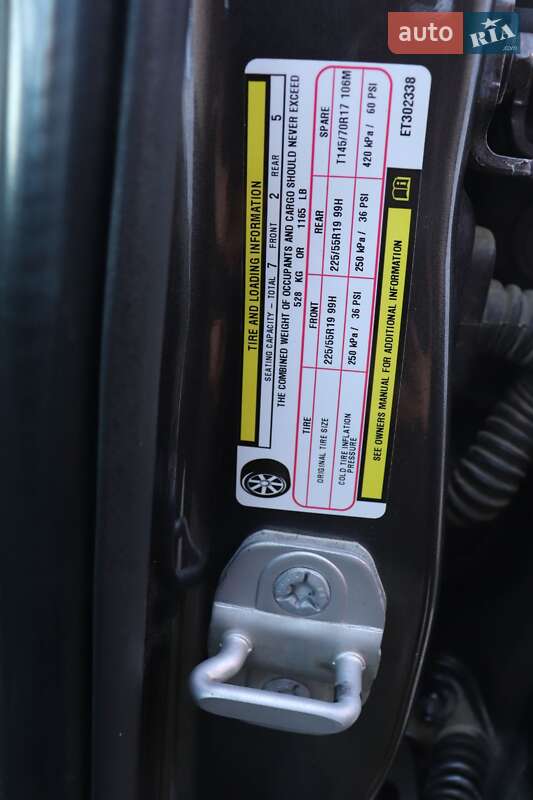 auto RIA .com
TIRE AND LOADING INFORMATION
SEATING CAPACITY - TOTAL 7 FRONT 2 REAR 5
THE COMBINED WEIGHT OF OCCUPANTS AND CARGO SHOULD NEVER EXCEED
528 KG OR 1165 LB
TIRE FRONT REAR SPARE
ORIGINAL TIRE SIZE 225/55R19 99H 225/55R19 99H T145/70R17 106M
COLD TIRE INFLATION PRESSURE 250 kPa / 36 PSI 250 kPa / 36 PSI 420 kPa / 60 PSI
SEE OWNERS MANUAL FOR ADDITIONAL INFORMATION
ET302338